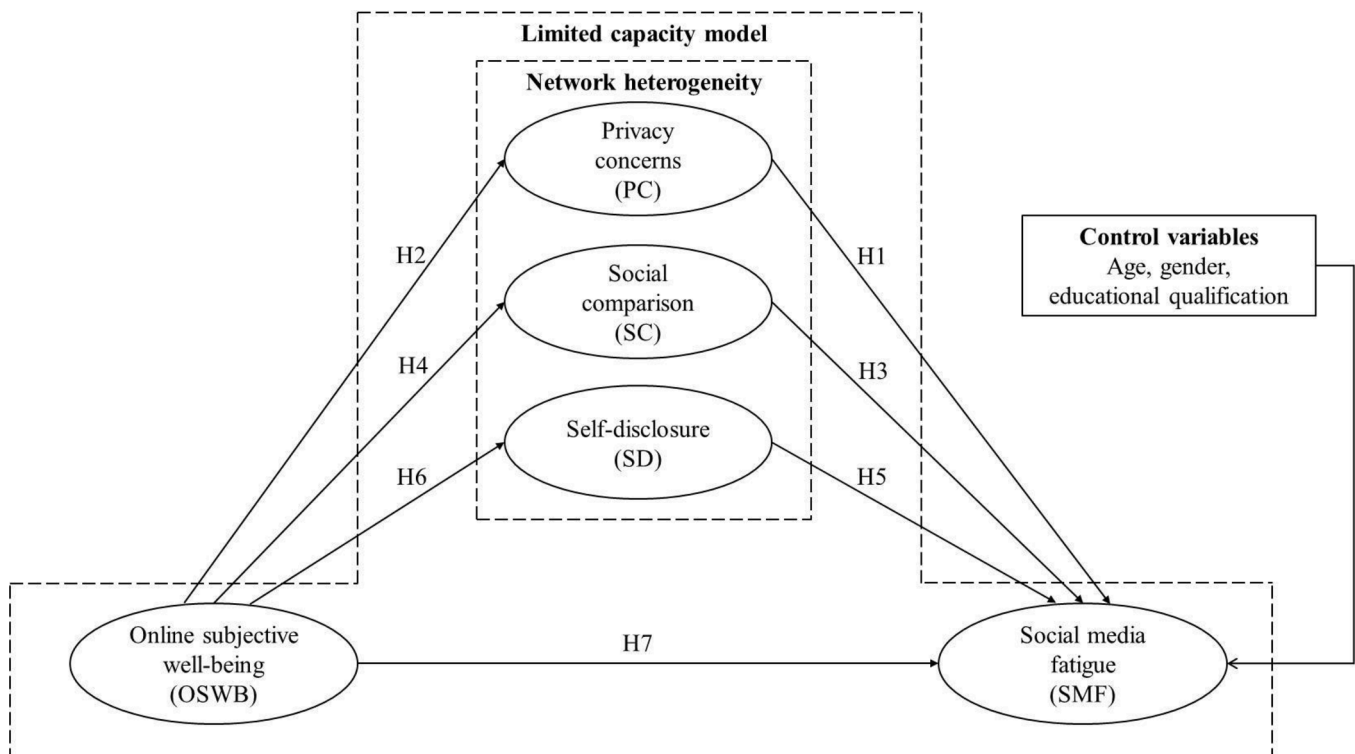 Limited capacity model
Network heterogeneity
Privacy
concerns
(PC)
H2
H1
Control variables
Age, gender,
educational qualification
Social
comparison
(SC)
H4
H3
Self-disclosure
(SD)
H6
H5
Online subjective
well-being
(OSWB)
H7
Social media
fatigue
(SMF)